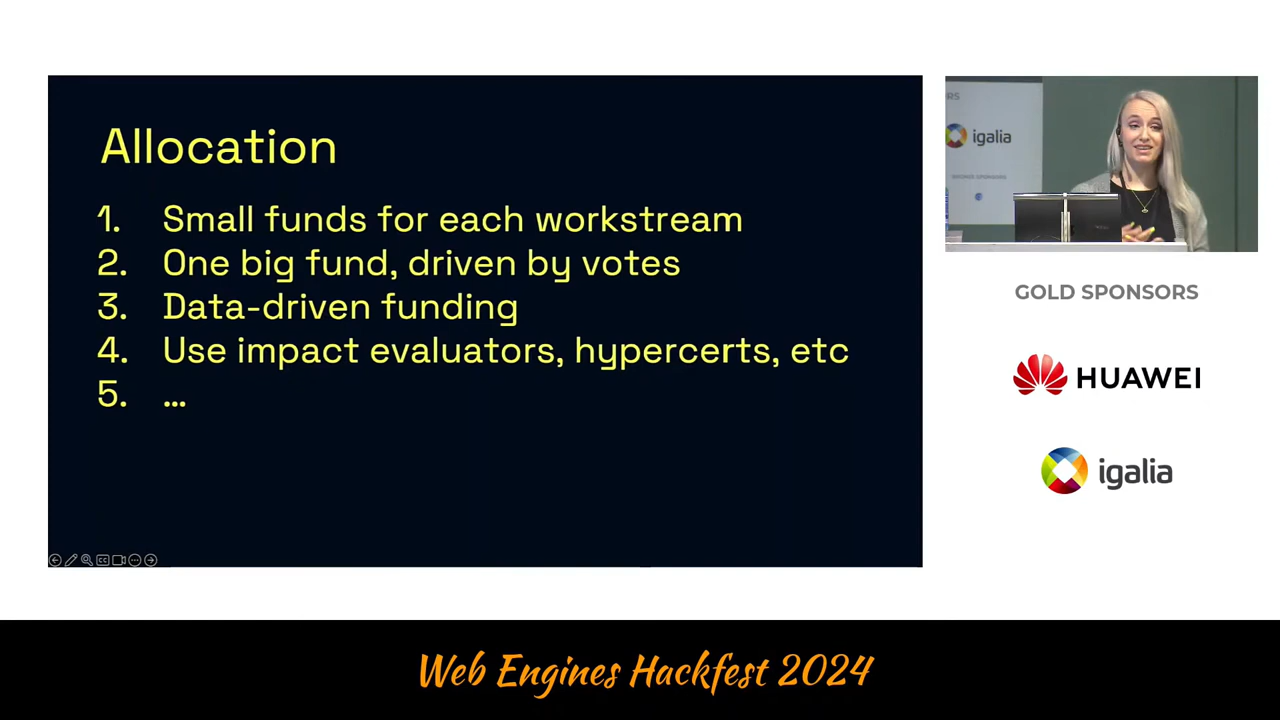 Allocation
1. Small funds for each workstream
2. One big fund, driven by votes
3. Data-driven funding
4. Use impact evaluators, hypercerts, etc
5. …
igalia
GOLD SPONSORS
HUAWEI
igalia
Web Engines Hackfest 2024